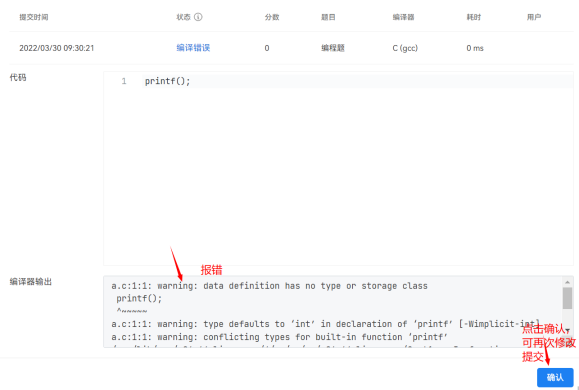 提交时间 状态 分数 题目 编译器 耗时 用户
2022/03/30 09:30:21 编译错误 0 编程题 C (gcc) 0 ms
代码
1 printf();
报错
编译器输出
a.c:1:1: warning: data definition has no type or storage class
printf();
^~~~~~
a.c:1:1: warning: type defaults to ‘int’ in declaration of ‘printf’ [-Wimplicit-int]
a.c:1:1: warning: conflicting types for built-in function ‘printf’
点击确认,
可再次修改
提交
确认